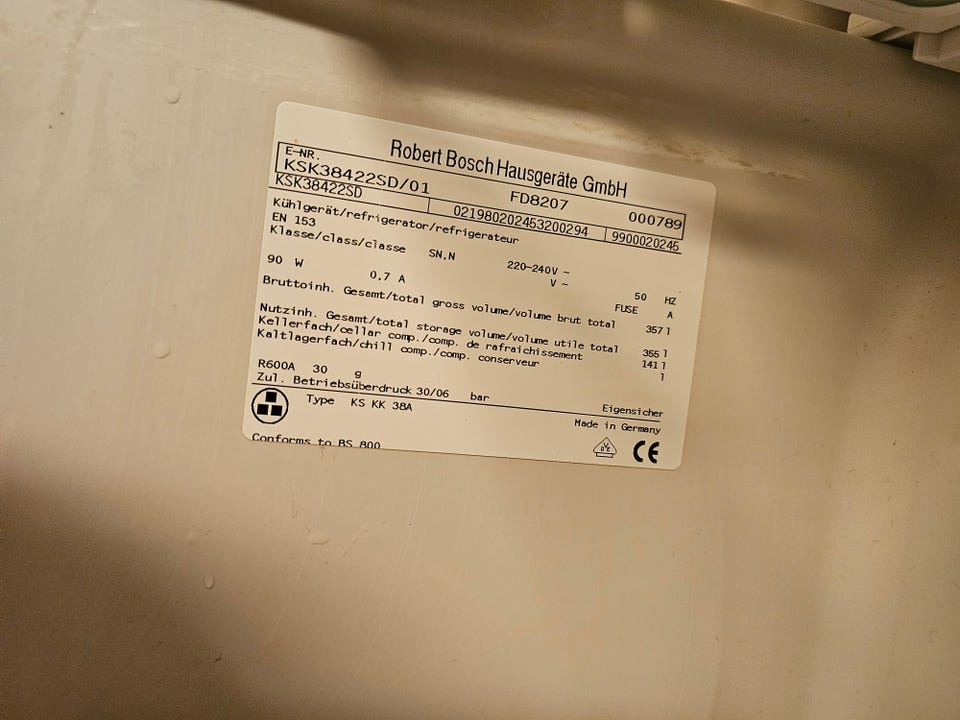 Robert Bosch Hausgeräte GmbH
E-NR.
KSK38422SD/01 FD8207 000789
KSK38422SD 021980202453200294 9900020245
Kühlgerät/refrigerator/refrigerateur
EN 153
Klasse/class/classe SN,N 220-240V ~
V ~ 50 HZ
90 W 0,7 A FUSE A
Bruttoinh. Gesamt/total gross volume/volume brut total 357 l
Nutzinh. Gesamt/total storage volume/volume utile total 355 l
Kellerfach/cellar comp./comp. de rafraichissement 141 l
Kaltlagerfach/chill comp./comp. conserveur l
R600A 30 g
Zul. Betriebsüberdruck 30/06 bar Eigensicher
Type KS KK 38A Made in Germany
Conforms to BS 800 VDE CE